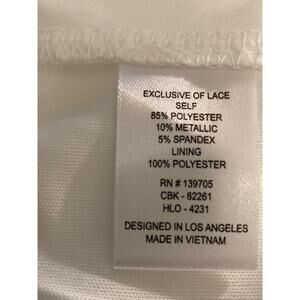 EXCLUSIVE OF LACE
SELF
85% POLYESTER
10% METALLIC
5% SPANDEX
LINING
100% POLYESTER
RN # 139705
CBK - 62261
HLO - 4231
DESIGNED IN LOS ANGELES
MADE IN VIETNAM